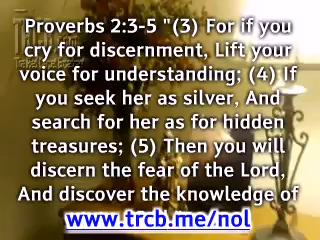 Proverbs 2:3-5 "(3) For if you
cry for discernment, Lift your
voice for understanding; (4) If
you seek her as silver, And
search for her as for hidden
treasures; (5) Then you will
discern the fear of the Lord,
And discover the knowledge of
www.trcb.me/nol